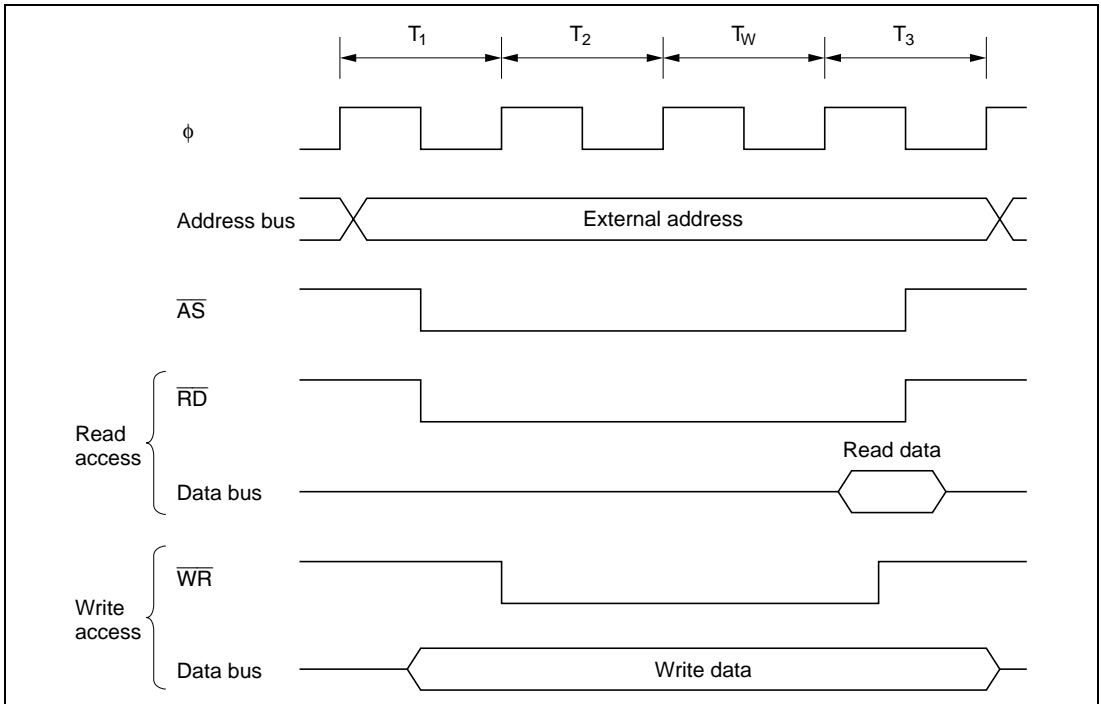 T1 T2 TW T3
ϕ
Address bus External address
AS
RD
Read access
Read data
Data bus
WR
Write access
Data bus Write data